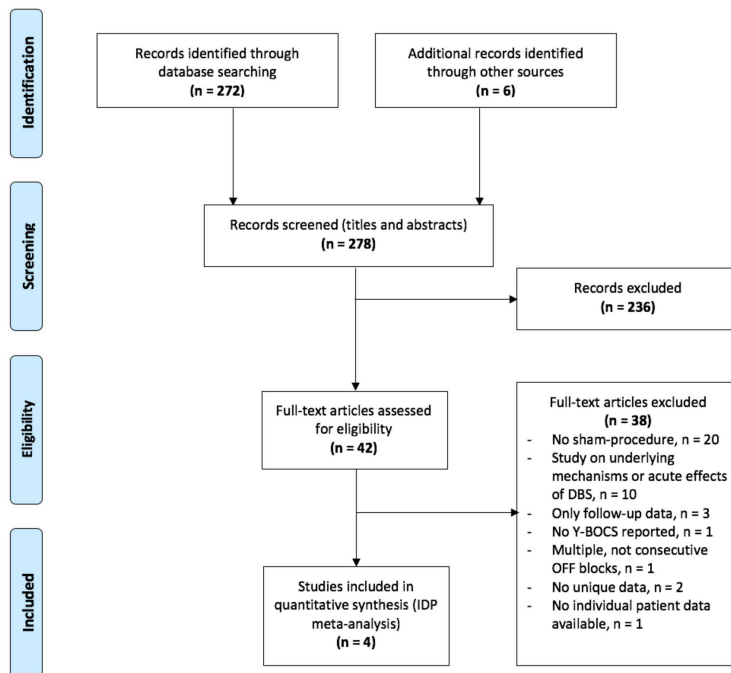 Identification
Records identified through
database searching
(n = 272)
Additional records identified
through other sources
(n = 6)
Screening
Records screened (titles and abstracts)
(n = 278)
Records excluded
(n = 236)
Eligibility
Full-text articles assessed
for eligibility
(n = 42)
Full-text articles excluded
(n = 38)
- No sham-procedure, n = 20
- Study on underlying
mechanisms or acute effects
of DBS, n = 10
- Only follow-up data, n = 3
- No Y-BOCS reported, n = 1
- Multiple, not consecutive
OFF blocks, n = 1
- No unique data, n = 2
- No individual patient data
available, n = 1
Included
Studies included in
quantitative synthesis (IDP
meta-analysis)
(n = 4)